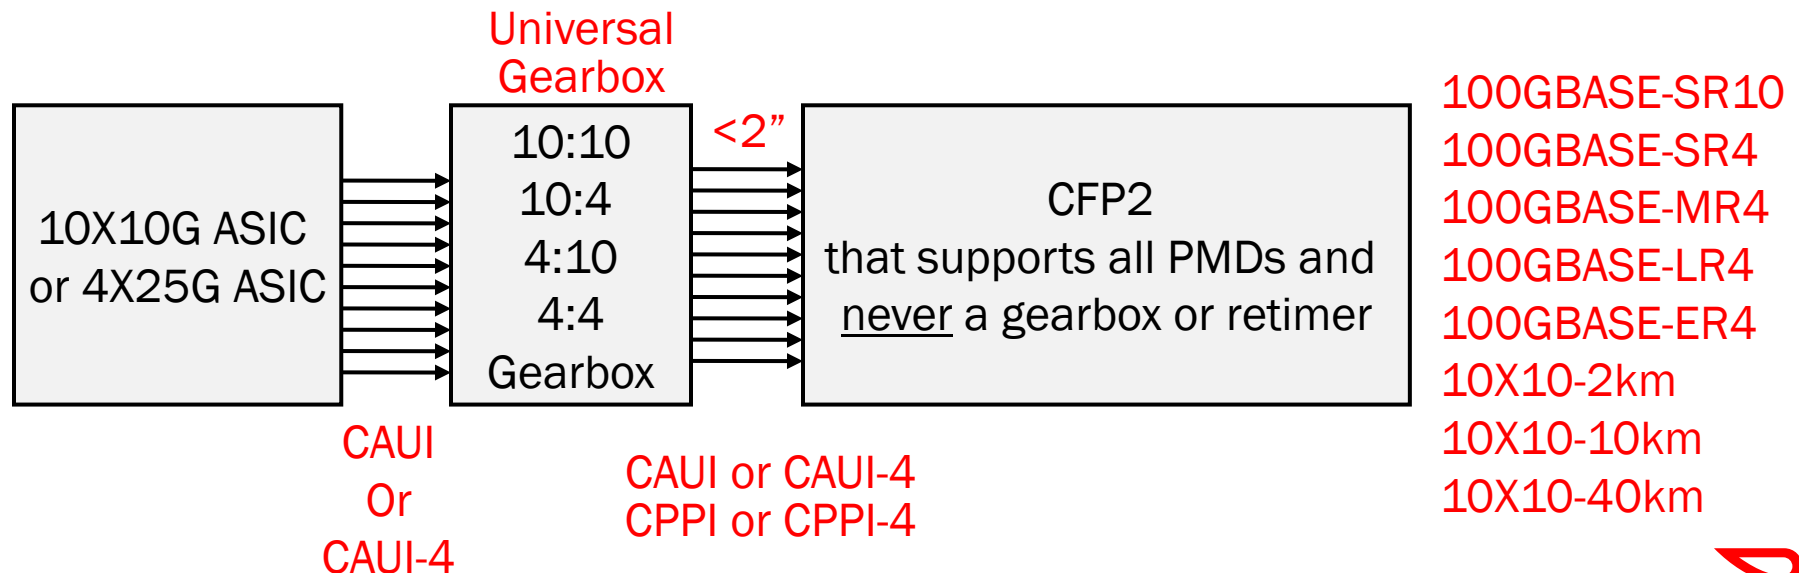 Universal
Gearbox
10X10G ASIC
or 4X25G ASIC
10:10
10:4
4:10
4:4
Gearbox
<2”
CFP2
that supports all PMDs and
never a gearbox or retimer
100GBASE-SR10
100GBASE-SR4
100GBASE-MR4
100GBASE-LR4
100GBASE-ER4
10X10-2km
10X10-10km
10X10-40km
CAUI
Or
CAUI-4
CAUI or CAUI-4
CPPI or CPPI-4